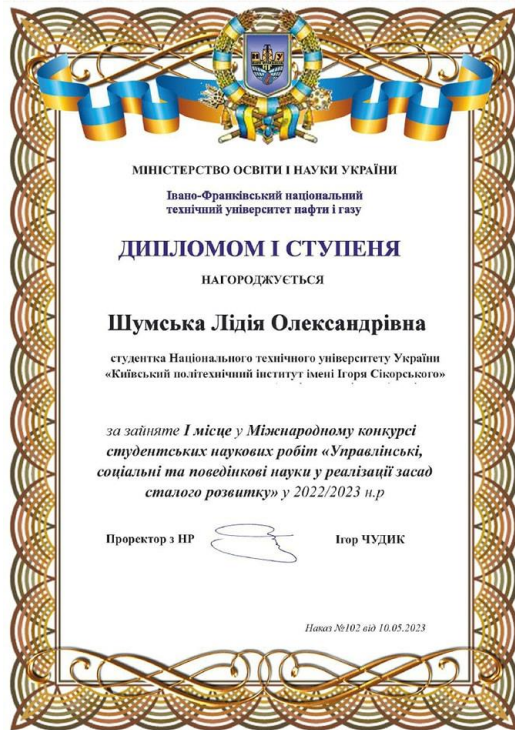 МІНІСТЕРСТВО ОСВІТИ І НАУКИ УКРАЇНИ
Івано-Франківський національний
технічний університет нафти і газу
ДИПЛОМОМ І СТУПЕНЯ
НАГОРОДЖУЄТЬСЯ
Шумська Лідія Олександрівна
студентка Національного технічного університету України
«Київський політехнічний інститут імені Ігоря Сікорського»
за зайняте І місце у Міжнародному конкурсі
студентських наукових робіт «Управлінські,
соціальні та поведінкові науки у реалізації засад
сталого розвитку» у 2022/2023 н.р
Проректор з НР Ігор ЧУДИК
Наказ №102 від 10.05.2023